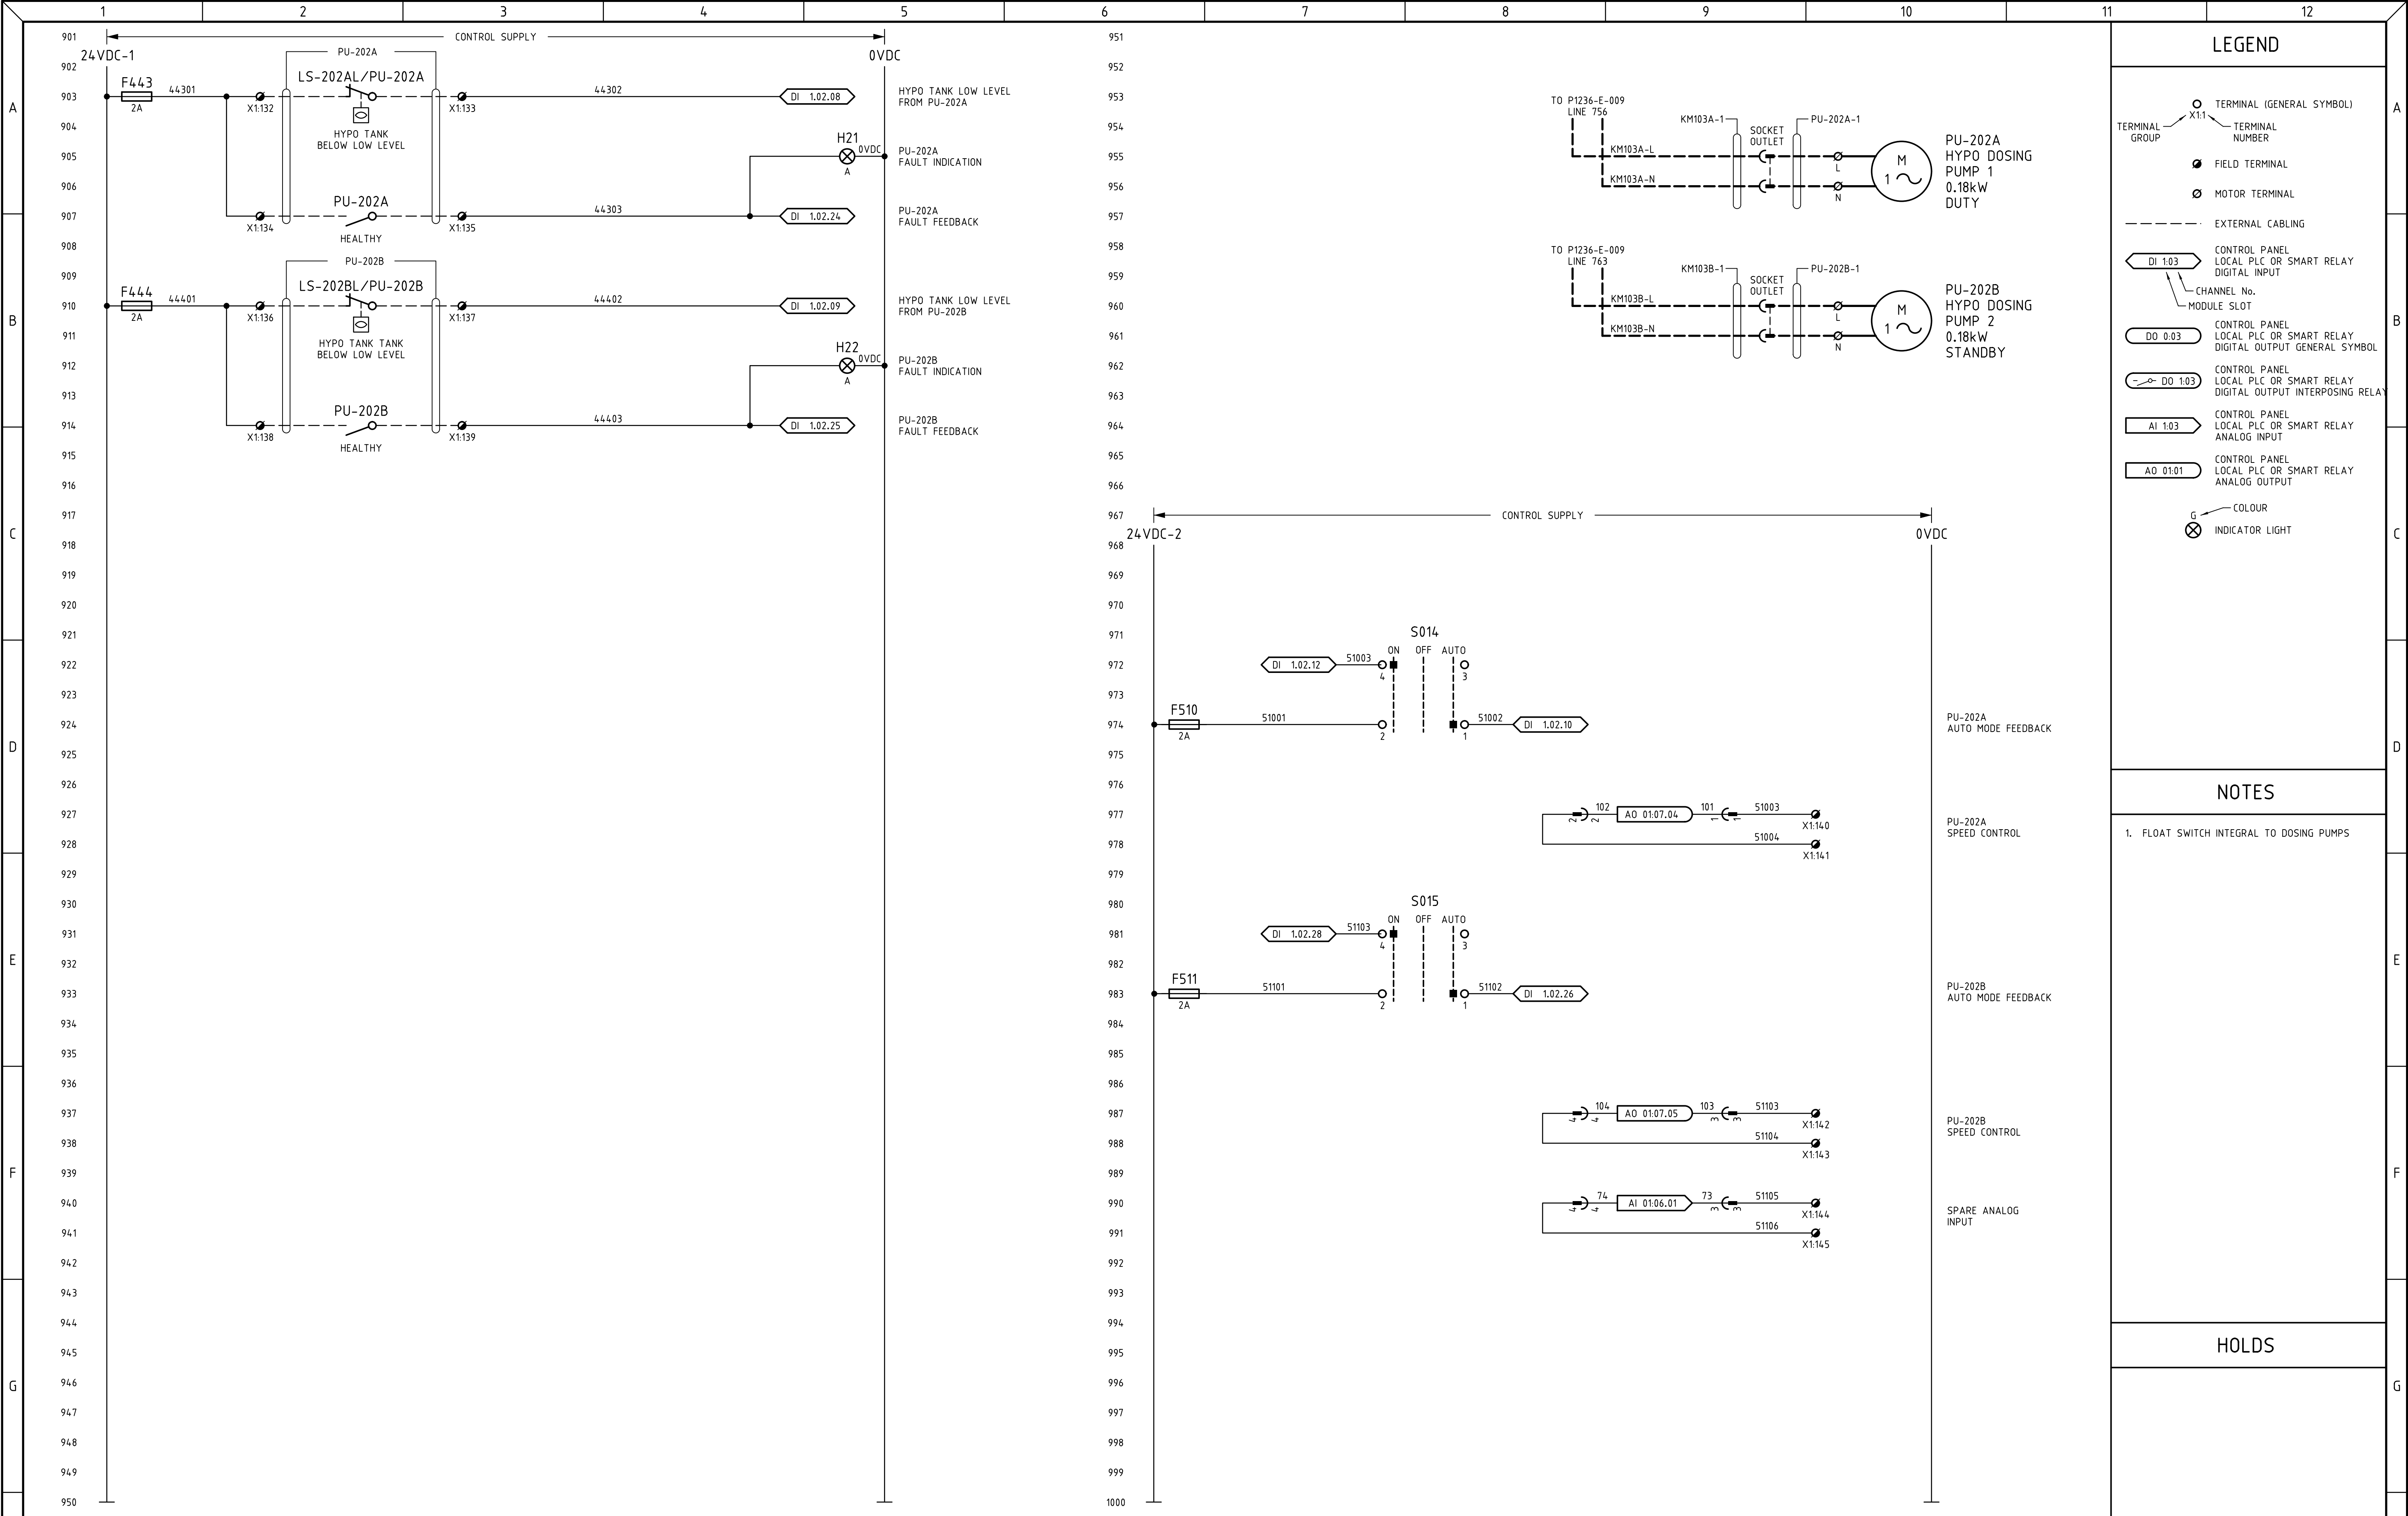 1 2 3 4 5 6 7 8 9 10 11 12
A
B
C
D
E
F
G
901
902
903
904
905
906
907
908
909
910
911
912
913
914
915
916
917
918
919
920
921
922
923
924
925
926
927
928
929
930
931
932
933
934
935
936
937
938
939
940
941
942
943
944
945
946
947
948
949
950
CONTROL SUPPLY
24VDC-1
0VDC
PU-202A
LS-202AL/PU-202A
F443
2A
44301
X1:132
X1:133
44302
DI 1.02.08
HYPO TANK LOW LEVEL
FROM PU-202A
HYPO TANK
BELOW LOW LEVEL
H21
0VDC
A
PU-202A
FAULT INDICATION
PU-202A
X1:134
X1:135
44303
DI 1.02.24
PU-202A
FAULT FEEDBACK
HEALTHY
PU-202B
LS-202BL/PU-202B
F444
2A
44401
X1:136
X1:137
44402
DI 1.02.09
HYPO TANK LOW LEVEL
FROM PU-202B
HYPO TANK TANK
BELOW LOW LEVEL
H22
0VDC
A
PU-202B
FAULT INDICATION
PU-202B
X1:138
X1:139
44403
DI 1.02.25
PU-202B
FAULT FEEDBACK
HEALTHY
951
952
953
954
955
956
957
958
959
960
961
962
963
964
965
966
967
968
969
970
971
972
973
974
975
976
977
978
979
980
981
982
983
984
985
986
987
988
989
990
991
992
993
994
995
996
997
998
999
1000
TO P1236-E-009
LINE 756
KM103A-1
SOCKET
OUTLET
PU-202A-1
KM103A-L
KM103A-N
L
N
M
1
PU-202A
HYPO DOSING
PUMP 1
0.18kW
DUTY
TO P1236-E-009
LINE 763
KM103B-1
SOCKET
OUTLET
PU-202B-1
KM103B-L
KM103B-N
L
N
M
1
PU-202B
HYPO DOSING
PUMP 2
0.18kW
STANDBY
CONTROL SUPPLY
24VDC-2
0VDC
S014
ON OFF AUTO
DI 1.02.12
51003
4
3
F510
2A
51001
2
1
51002
DI 1.02.10
PU-202A
AUTO MODE FEEDBACK
2 2
102
AO 01:07.04
101
1 1
51003
X1:140
51004
X1:141
PU-202A
SPEED CONTROL
S015
ON OFF AUTO
DI 1.02.28
51103
4
3
F511
2A
51101
2
1
51102
DI 1.02.26
PU-202B
AUTO MODE FEEDBACK
4 4
104
AO 01:07.05
103
3 3
51103
X1:142
51104
X1:143
PU-202B
SPEED CONTROL
4 4
74
AI 01:06.01
73
3 3
51105
X1:144
51106
X1:145
SPARE ANALOG
INPUT
LEGEND
X1:1
TERMINAL (GENERAL SYMBOL)
TERMINAL
GROUP
TERMINAL
NUMBER
FIELD TERMINAL
MOTOR TERMINAL
EXTERNAL CABLING
DI 1:03
CONTROL PANEL
LOCAL PLC OR SMART RELAY
DIGITAL INPUT
CHANNEL No.
MODULE SLOT
DO 0:03
CONTROL PANEL
LOCAL PLC OR SMART RELAY
DIGITAL OUTPUT GENERAL SYMBOL
DO 1:03
CONTROL PANEL
LOCAL PLC OR SMART RELAY
DIGITAL OUTPUT INTERPOSING RELAY
AI 1:03
CONTROL PANEL
LOCAL PLC OR SMART RELAY
ANALOG INPUT
AO 01:01
CONTROL PANEL
LOCAL PLC OR SMART RELAY
ANALOG OUTPUT
G
COLOUR
INDICATOR LIGHT
NOTES
1. FLOAT SWITCH INTEGRAL TO DOSING PUMPS
HOLDS
A
B
C
D
E
F
G